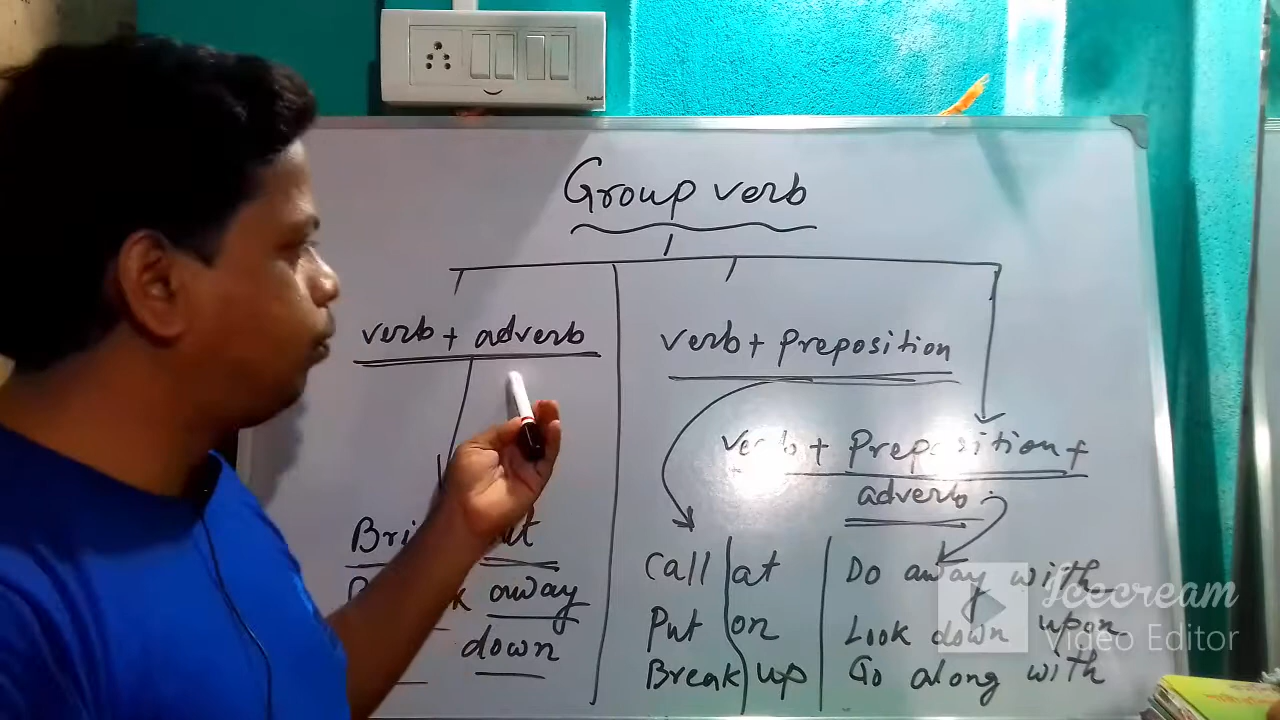 Group verb
verb + adverb
verb + Preposition
verb + Preposition +
adverb
away
down
Call at
Put on
Break up
Do away with
Look down upon
Go along with
Icecream
Video Editor